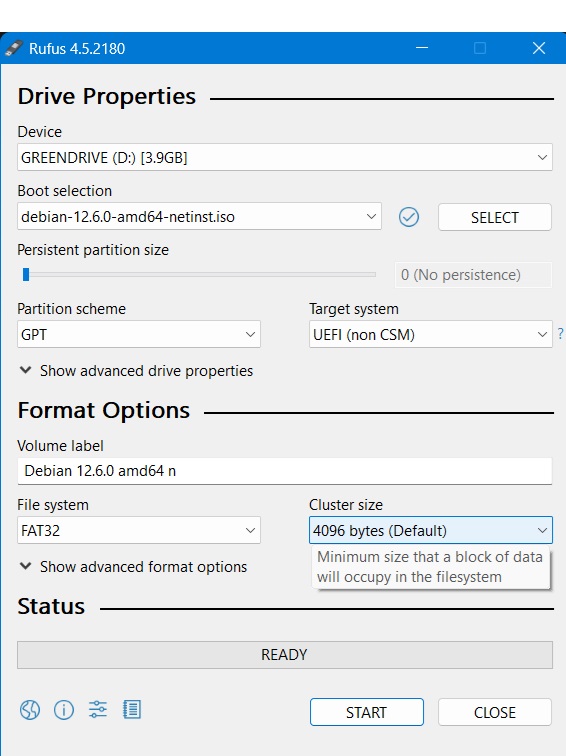 Rufus 4.5.2180
Drive Properties
Device
GREENDRIVE (D:) [3.9GB]
Boot selection
debian-12.6.0-amd64-netinst.iso
SELECT
Persistent partition size
0 (No persistence)
Partition scheme
Target system
GPT
UEFI (non CSM)
?
Show advanced drive properties
Format Options
Volume label
Debian 12.6.0 amd64 n
File system
Cluster size
FAT32
4096 bytes (Default)
Minimum size that a block of data
will occupy in the filesystem
Show advanced format options
Status
READY
START
CLOSE